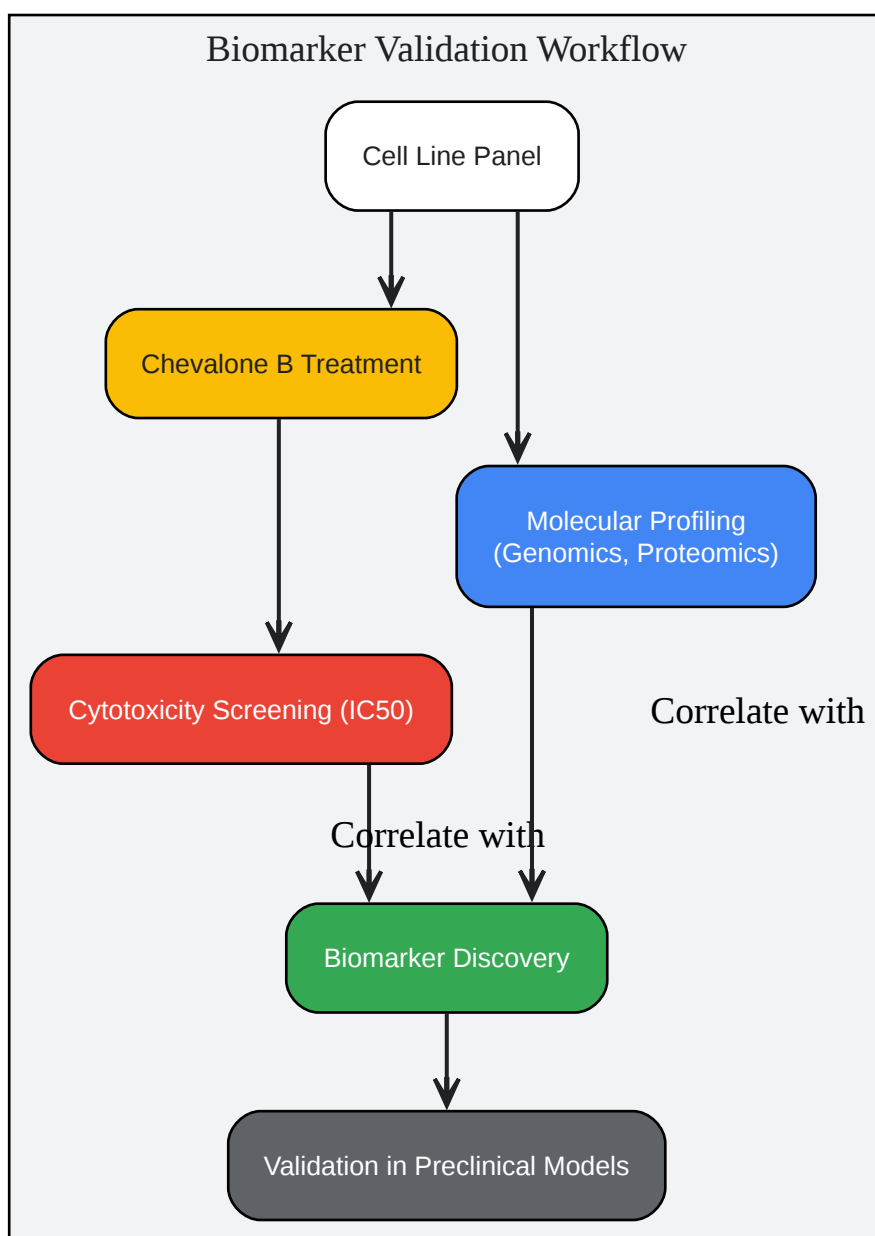 Biomarker Validation Workflow
Cell Line Panel
Chevalone B Treatment
Molecular Profiling
(Genomics, Proteomics)
Cytotoxicity Screening (IC50)
Correlate with
Correlate with
Biomarker Discovery
Validation in Preclinical Models